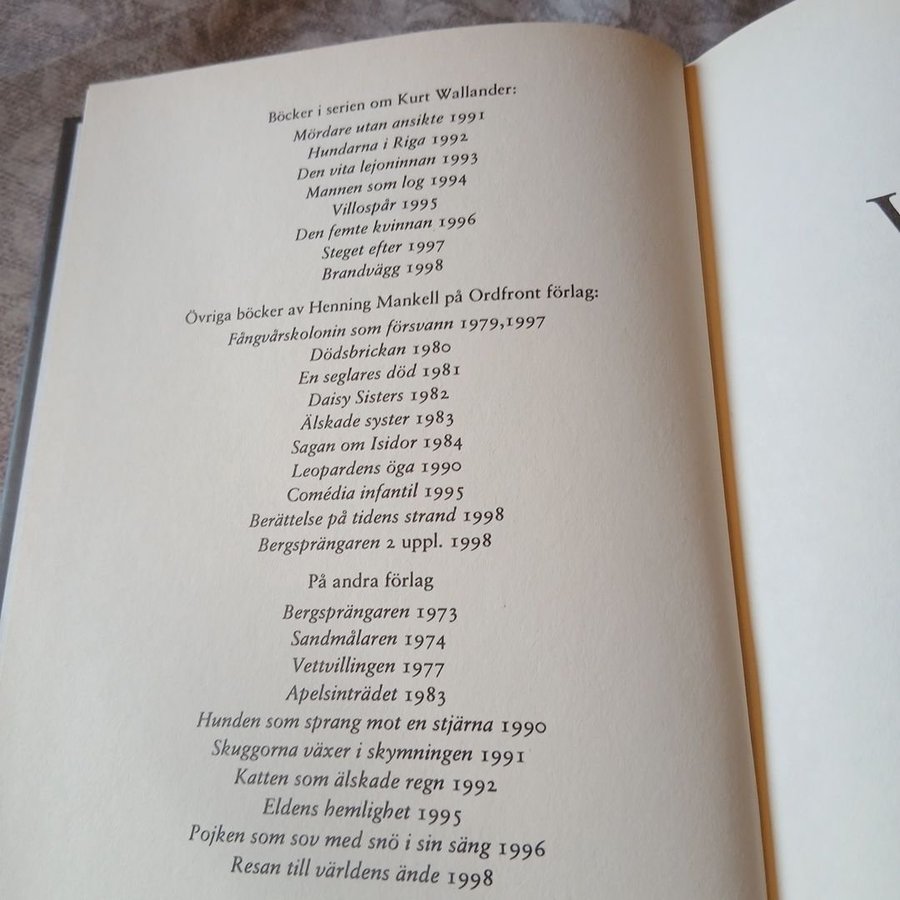 Böcker i serien om Kurt Wallander:
Mördare utan ansikte 1991
Hundarna i Riga 1992
Den vita lejoninnan 1993
Mannen som log 1994
Villospår 1995
Den femte kvinnan 1996
Steget efter 1997
Brandvägg 1998
Övriga böcker av Henning Mankell på Ordfront förlag:
Fångvårskolonin som försvann 1979,1997
Dödsbrickan 1980
En seglares död 1981
Daisy Sisters 1982
Älskade syster 1983
Sagan om Isidor 1984
Leopardens öga 1990
Comédia infantil 1995
Berättelse på tidens strand 1998
Bergsprängaren 2 uppl. 1998
På andra förlag
Bergsprängaren 1973
Sandmålaren 1974
Vettvillingen 1977
Apelsinträdet 1983
Hunden som sprang mot en stjärna 1990
Skuggorna växer i skymningen 1991
Katten som älskade regn 1992
Eldens hemlighet 1995
Pojken som sov med snö i sin säng 1996
Resan till världens ände 1998